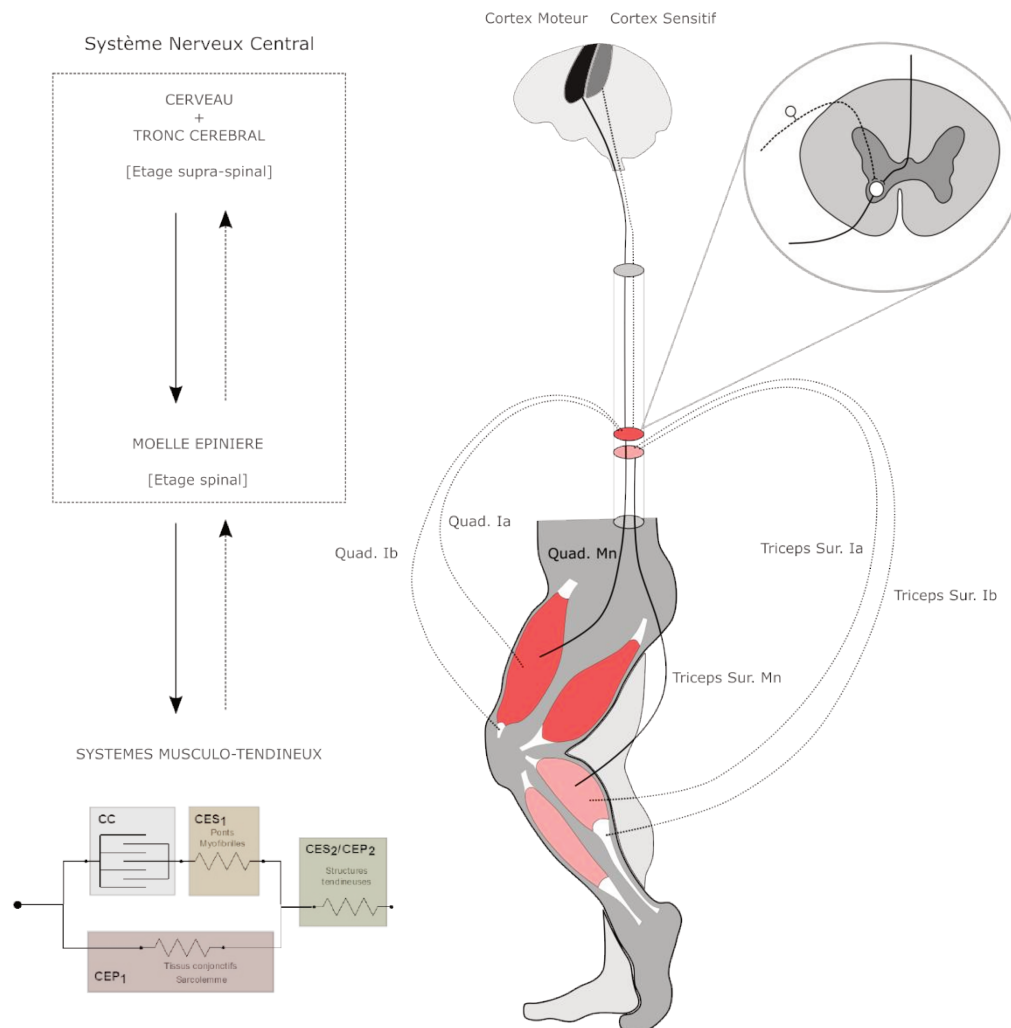 Système Nerveux Central
CERVEAU
+
TRONC CEREBRAL
[Etage supra-spinal]
MOELLE EPINIERE
[Etage spinal]
SYSTEMES MUSCULO-TENDINEUX
CC
CES1
Ponts
Myofibrilles
CES2/CEP2
Structures
tendineuses
Tissus conjonctifs
Sarcolemme
CEP1
Cortex Moteur
Cortex Sensitif
Quad. Ia
Quad. Ib
Quad. Mn
Triceps Sur. Ia
Triceps Sur. Ib
Triceps Sur. Mn